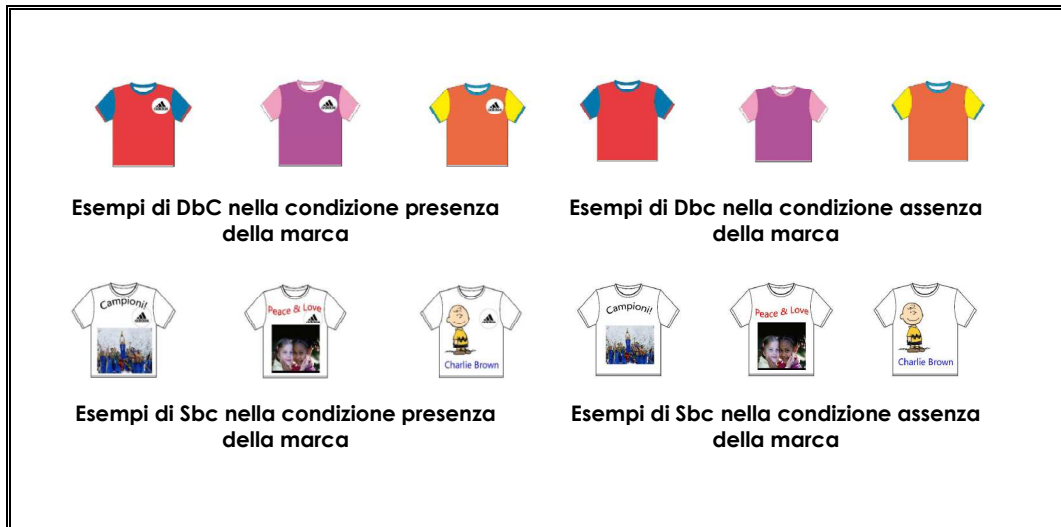 Esempi di DbC nella condizione presenza
della marca
Esempi di Dbc nella condizione assenza
della marca
Campioni!
Peace & Love
Charlie Brown
Campioni!
Peace & Love
Charlie Brown
Esempi di Sbc nella condizione presenza
della marca
Esempi di Sbc nella condizione assenza
della marca